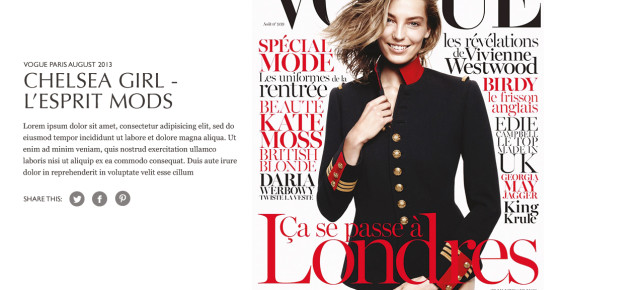 VOGUE PARIS AUGUST 2013
CHELSEA GIRL -
L'ESPRIT MODS
Lorem ipsum dolor sit amet, consectetur adipisicing elit, sed do
eiusmod tempor incididunt ut labore et dolore magna aliqua. Ut
enim ad minim veniam, quis nostrud exercitation ullamco
laboris nisi ut aliquip ex ea commodo consequat. Duis aute irure
dolor in reprehenderit in voluptate velit esse cillum
SHARE THIS:
VOGUE
SPÉCIAL
MODE
Les uniformes de la
rentrée
BEAUTÉ
KATE
MOSS
BRITISH
BLONDE
DARIA
WERBOWY
TWISTE LA VESTE
les révélations
de Vivienne
Westwood
BIRDY
le frisson
anglais
EDIE
CAMPBELL
LE TOP
MADE IN
UK
GEORGIA
MAY
JAGGER
King
Krule
Ça se passe à
Londres